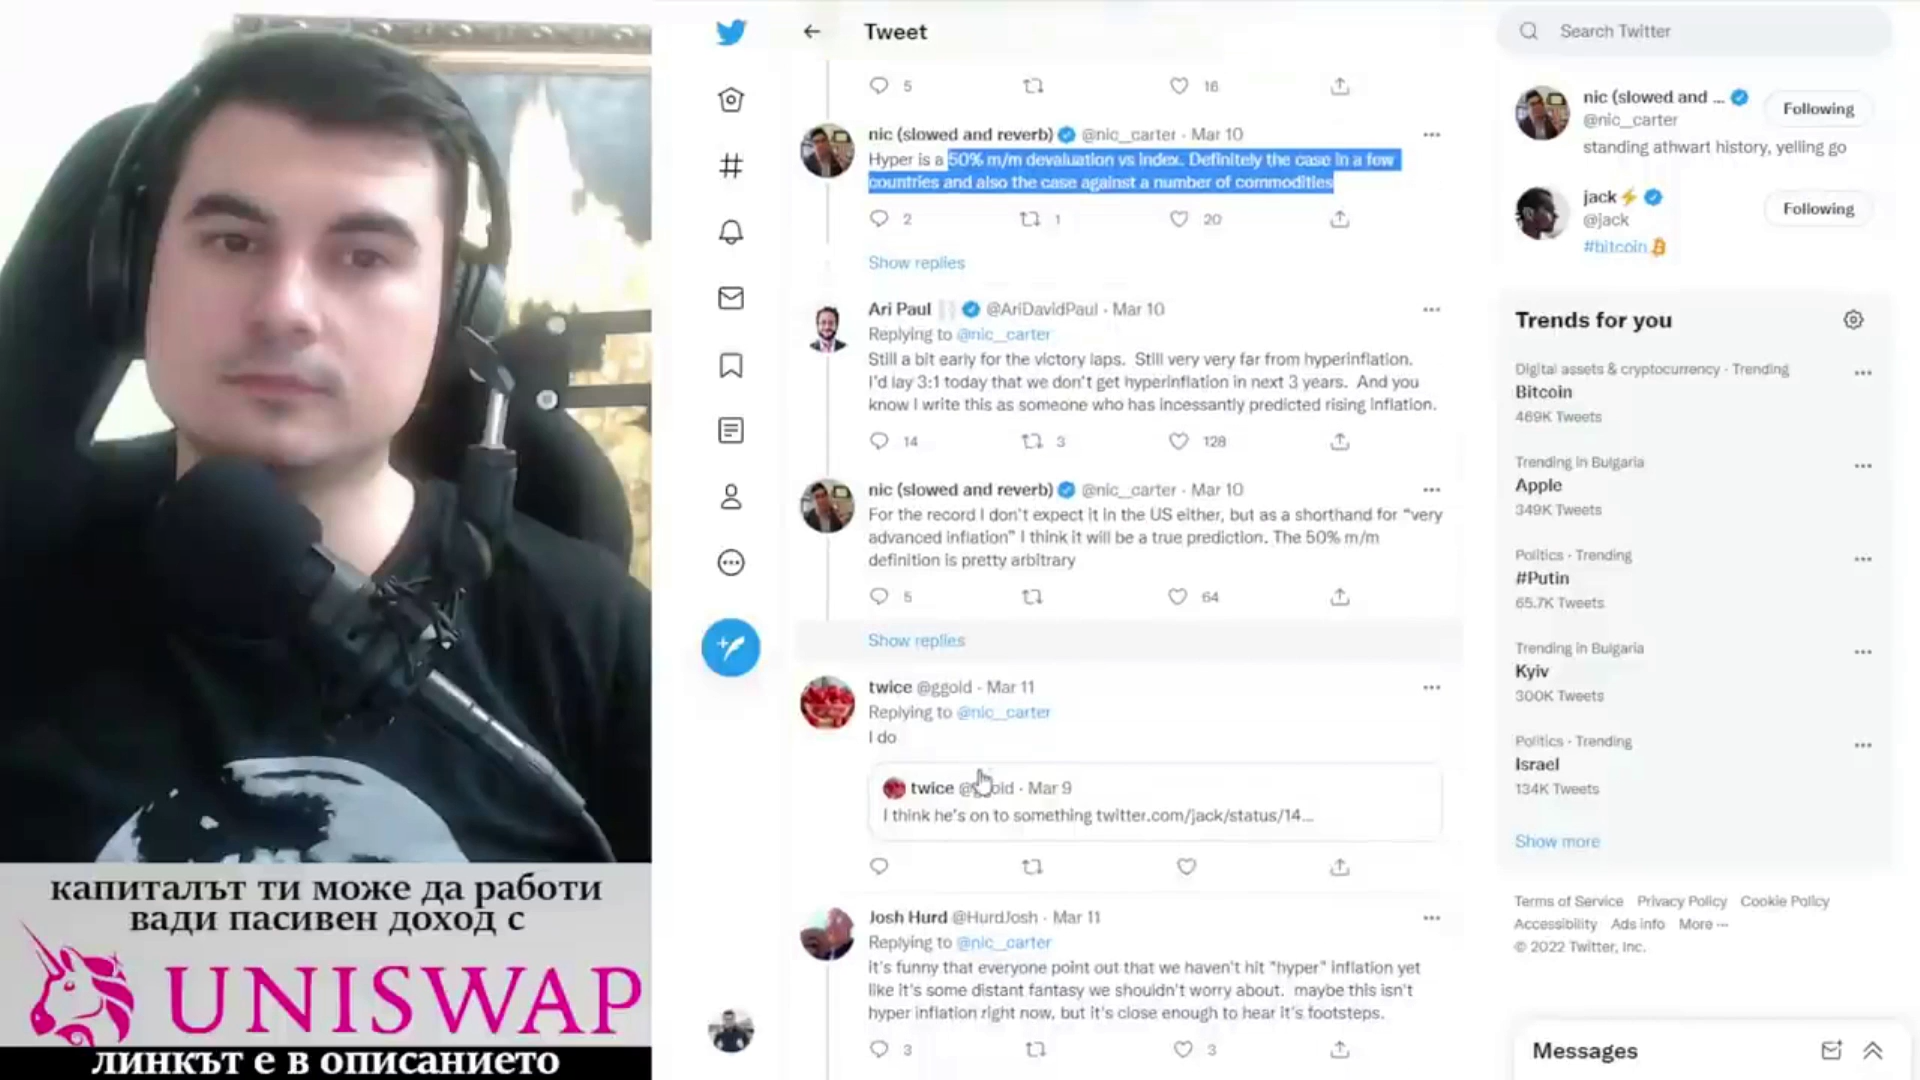 Tweet
5
16
nic (slowed and reverb) @nic_carter · Mar 10
Hyper is a 50% m/m devaluation vs index. Definitely the case in a few
countries and also the case against a number of commodities
2
1
20
Show replies
Ari Paul @AriDavidPaul · Mar 10
Replying to @nic_carter
Still a bit early for the victory laps. Still very very far from hyperinflation.
I'd lay 3:1 today that we don't get hyperinflation in next 3 years. And you
know I write this as someone who has incessantly predicted rising inflation.
14
3
128
nic (slowed and reverb) @nic_carter · Mar 10
For the record I don't expect it in the US either, but as a shorthand for “very
advanced inflation” I think it will be a true prediction. The 50% m/m
definition is pretty arbitrary
5
64
Show replies
twice @ggold · Mar 11
Replying to @nic_carter
I do
twice · Mar 9
I think he's on to something twitter.com/jack/status/14...
Josh Hurd @HurdJosh · Mar 11
Replying to @nic_carter
it's funny that everyone point out that we haven't hit "hyper" inflation yet
like it's some distant fantasy we shouldn't worry about. maybe this isn't
hyper inflation right now, but it's close enough to hear it's footsteps.
3
3
Search Twitter
nic (slowed and ...
@nic_carter
Following
standing athwart history, yelling go
jack
@jack
Following
#bitcoin
Trends for you
Digital assets & cryptocurrency · Trending
Bitcoin
469K Tweets
Trending in Bulgaria
Apple
349K Tweets
Politics · Trending
#Putin
65.7K Tweets
Trending in Bulgaria
Kyiv
300K Tweets
Politics · Trending
Israel
134K Tweets
Show more
Terms of Service Privacy Policy Cookie Policy
Accessibility Ads info More ···
© 2022 Twitter, Inc.
Messages
капиталът ти може да работи
вади пасивен доход с
UNISWAP
линкът е в описанието